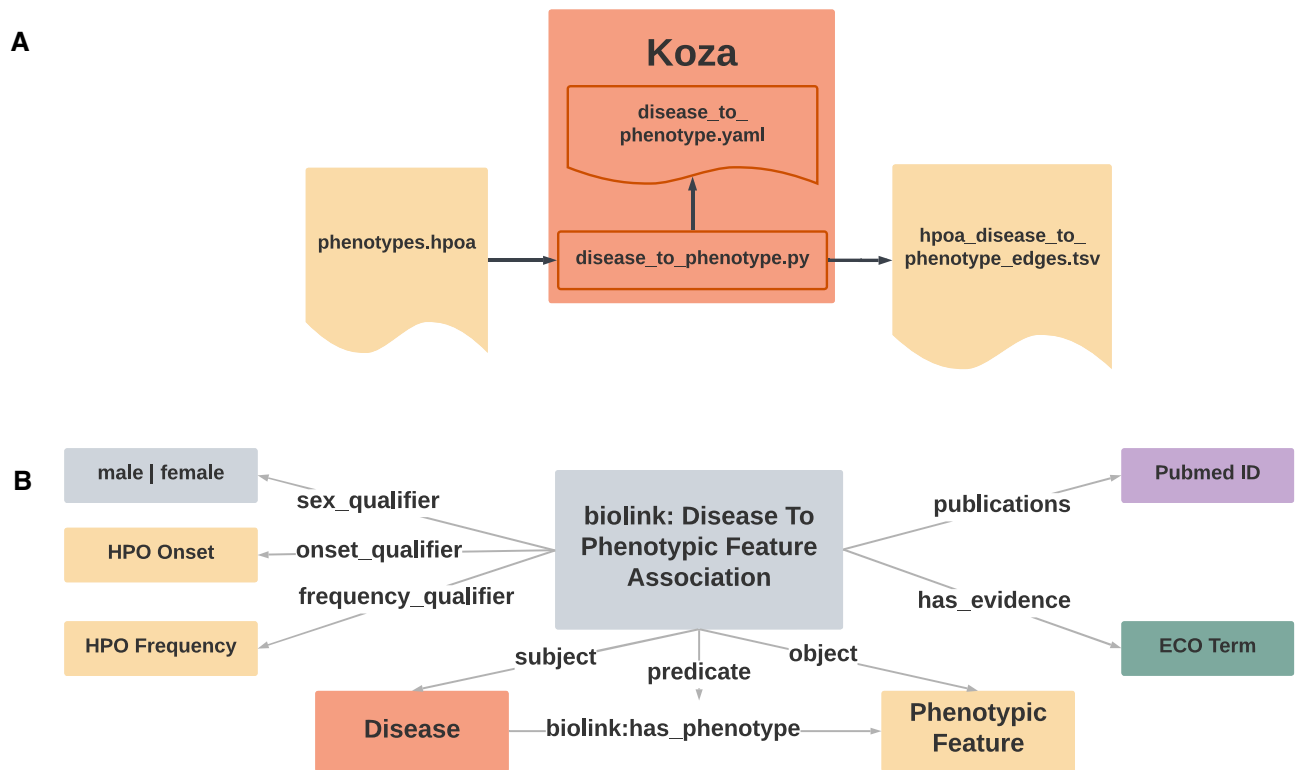 A
Koza
disease_to_
phenotype.yaml
phenotypes.hpoa
disease_to_phenotype.py
hpoa_disease_to_
phenotype_edges.tsv
B
male | female
sex_qualifier
HPO Onset
onset_qualifier
frequency_qualifier
HPO Frequency
biolink: Disease To
Phenotypic Feature
Association
publications
Pubmed ID
has_evidence
ECO Term
subject
predicate
object
Disease
biolink:has_phenotype
Phenotypic
Feature